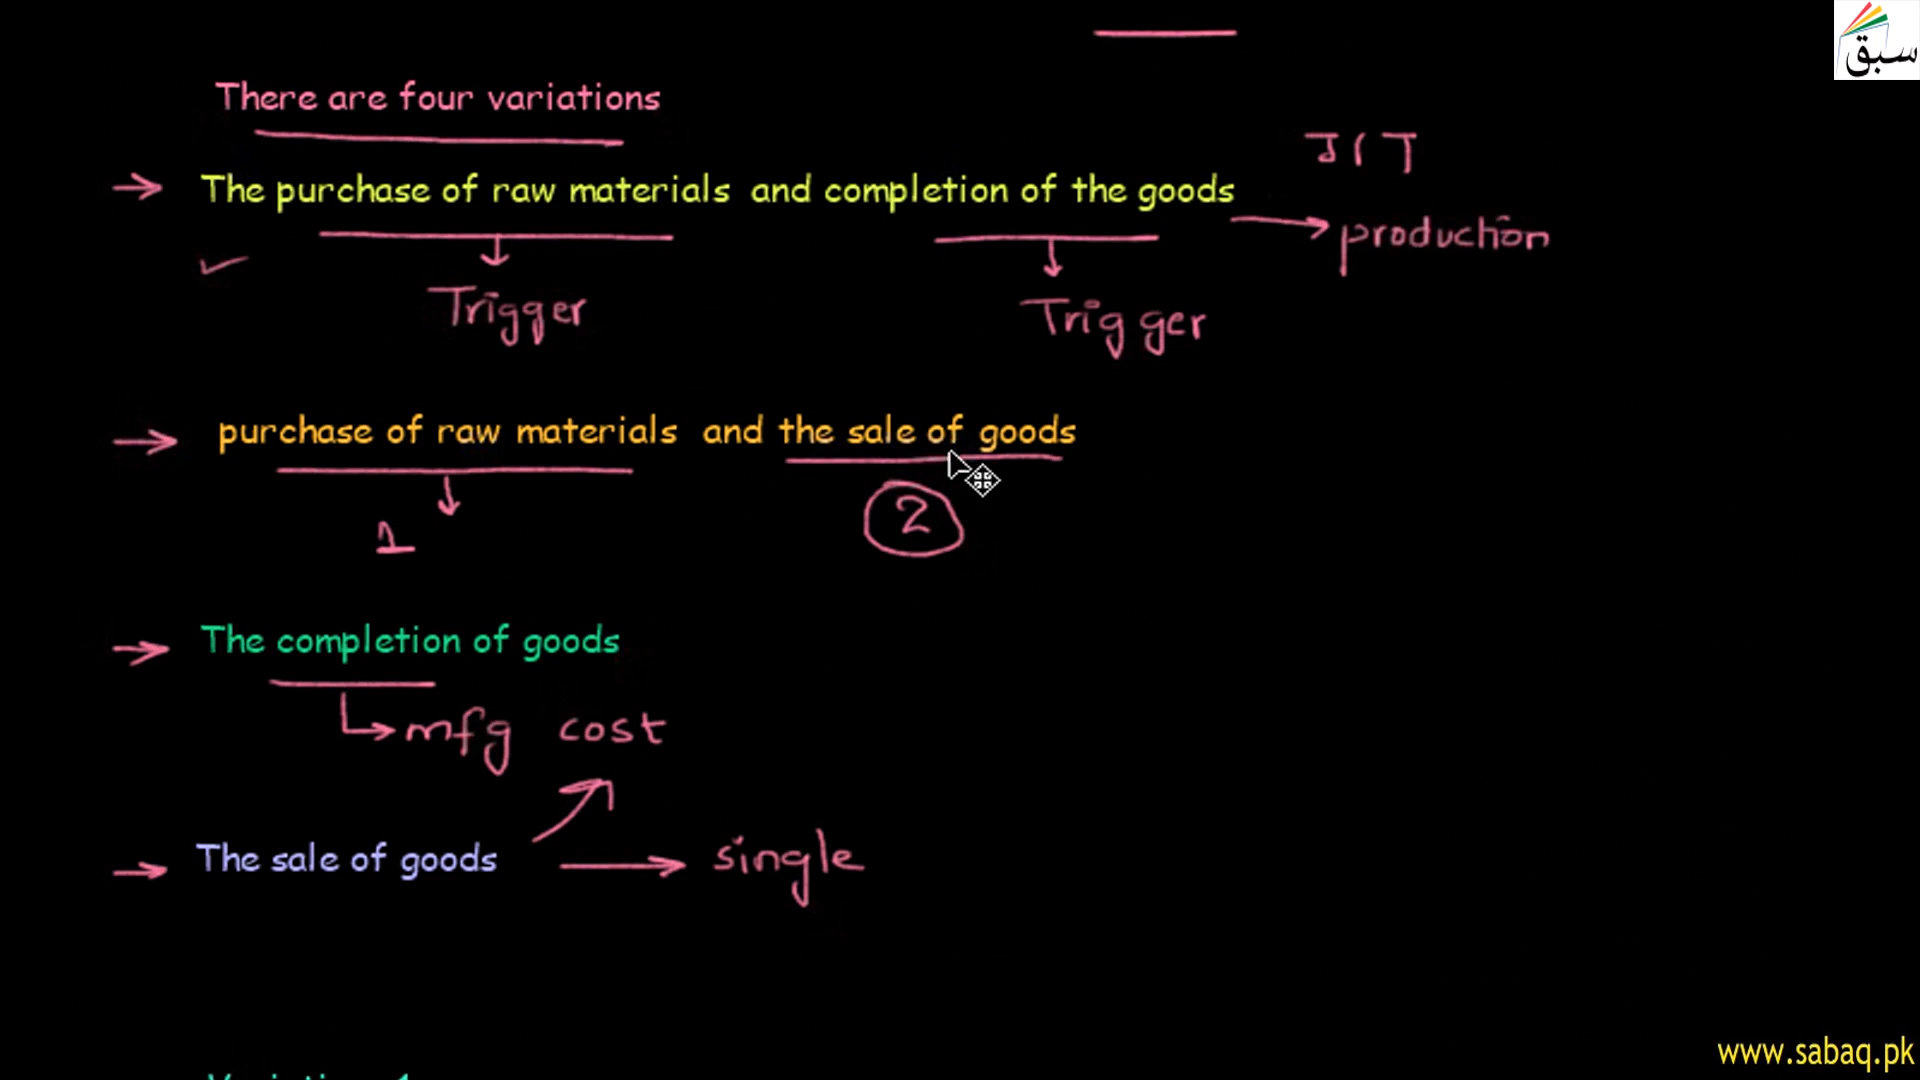 سبق
There are four variations
JIT
The purchase of raw materials and completion of the goods
production
Trigger
Trigger
purchase of raw materials and the sale of goods
1
2
The completion of goods
mfg cost
The sale of goods
single
www.sabaq.pk